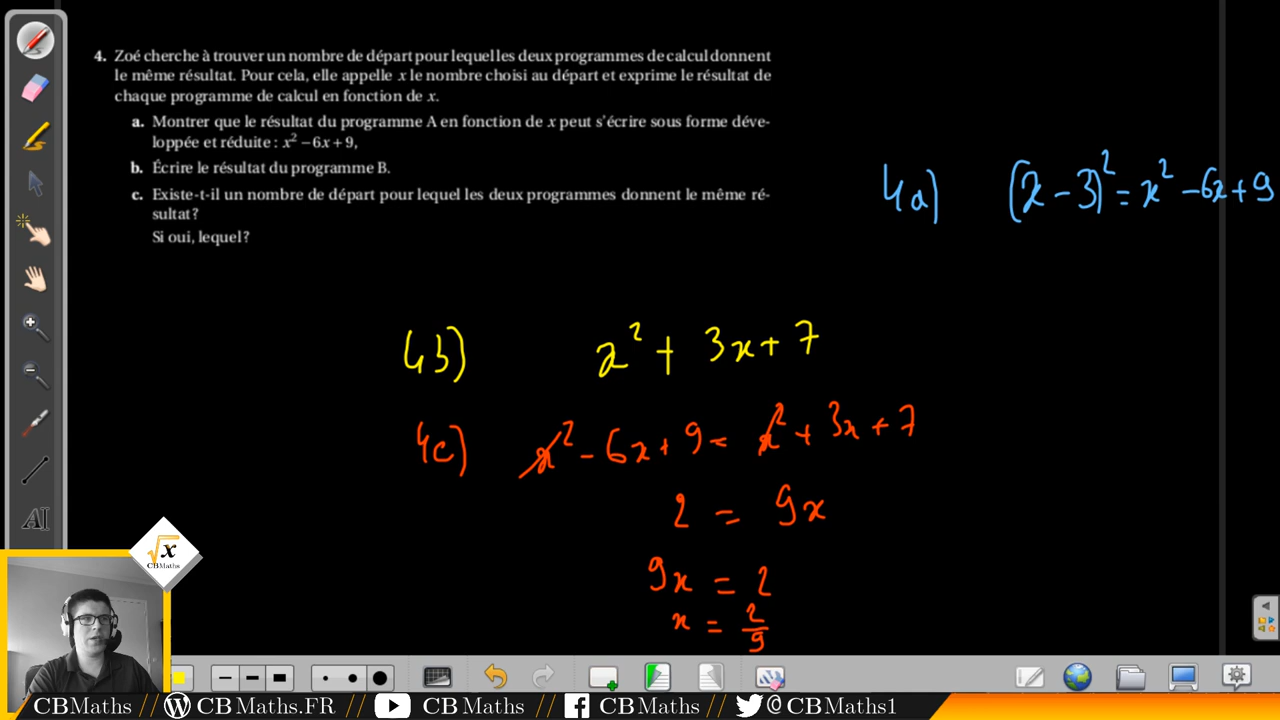 4. Zoé cherche à trouver un nombre de départ pour lequel les deux programmes de calcul donnent
le même résultat. Pour cela, elle appelle x le nombre choisi au départ et exprime le résultat de
chaque programme de calcul en fonction de x.
a. Montrer que le résultat du programme A en fonction de x peut s'écrire sous forme déve-
loppée et réduite : x² − 6x + 9,
b. Écrire le résultat du programme B.
c. Existe-t-il un nombre de départ pour lequel les deux programmes donnent le même ré-
sultat ?
Si oui, lequel ?
4a) (x − 3)² = x² − 6x + 9
4b) x² + 3x + 7
4c) x² − 6x + 9 = x² + 3x + 7
2 = 9x
9x = 2
x = 2/9
AI
√x
CBMaths
CBMaths CBMaths.FR CBMaths CBMaths @CBMaths1